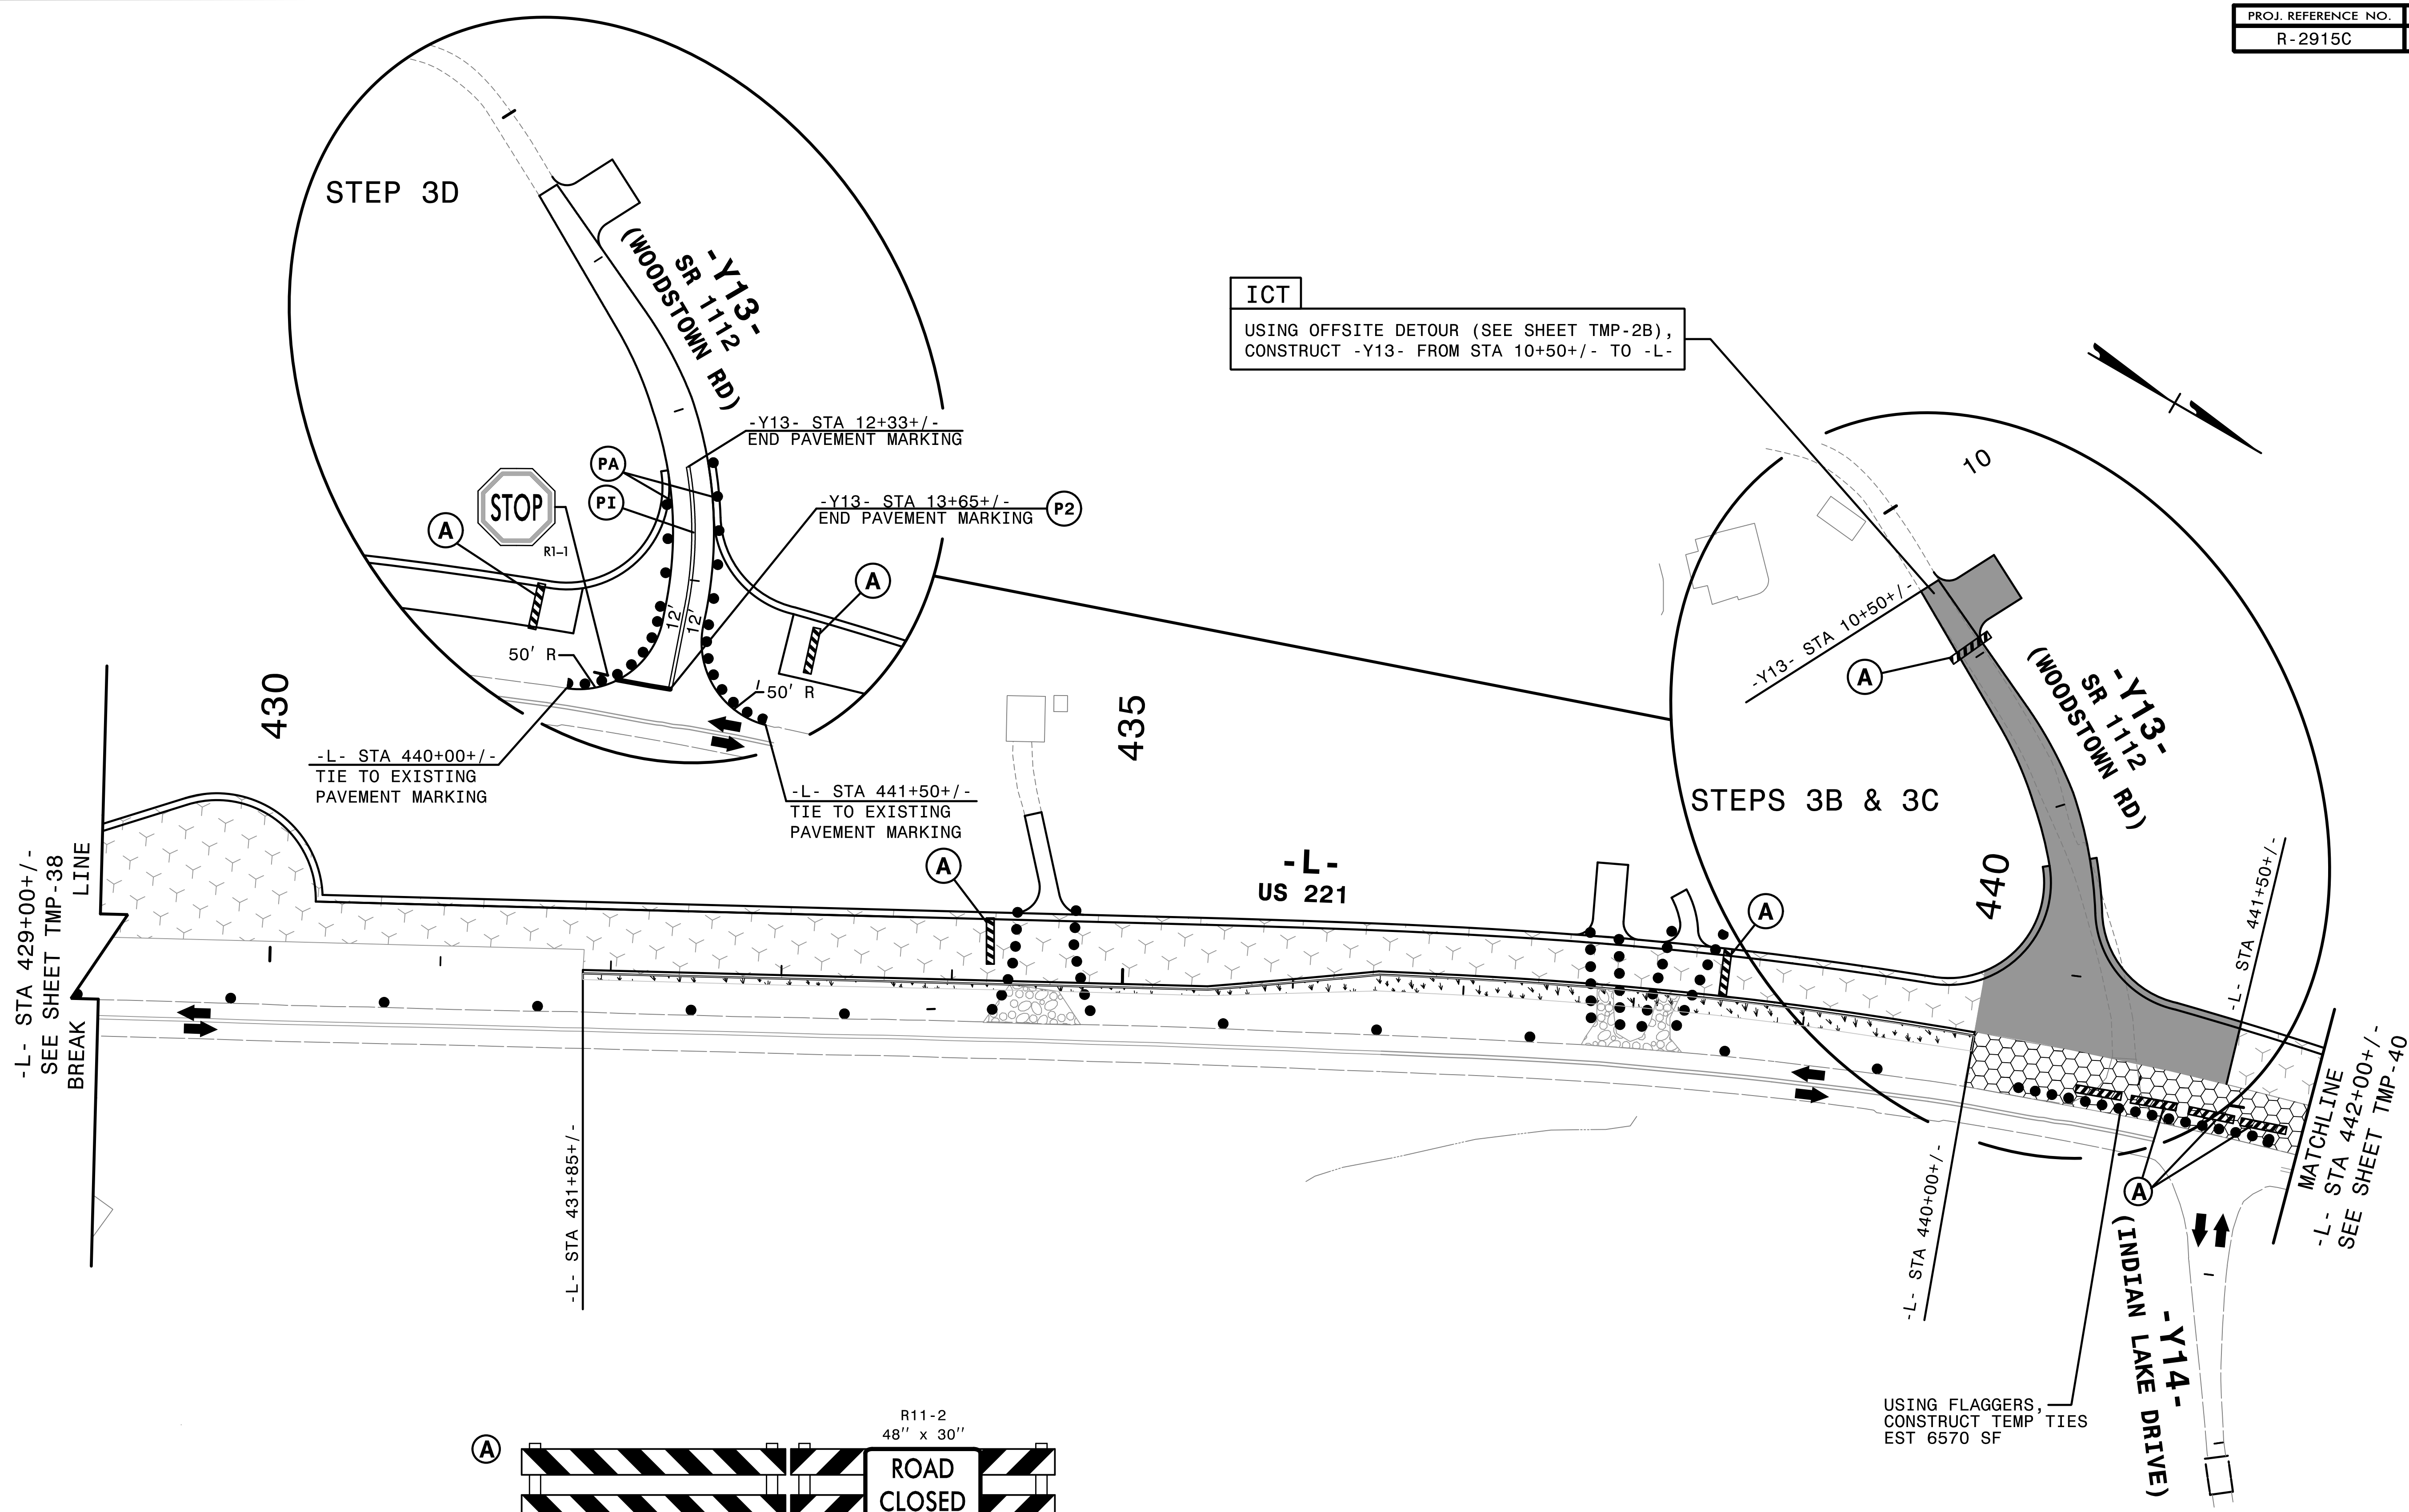 PROJ. REFERENCE NO.
R-2915C
STEP 3D
-Y13-
SR 1112
(WOODSTOWN RD)
-Y13- STA 12+33+/-
END PAVEMENT MARKING
PA
PI
STOP
R1-1
A
-Y13- STA 13+65+/-
END PAVEMENT MARKING
P2
A
12'
12'
50' R
50' R
-L- STA 440+00+/-
TIE TO EXISTING
PAVEMENT MARKING
-L- STA 441+50+/-
TIE TO EXISTING
PAVEMENT MARKING
ICT
USING OFFSITE DETOUR (SEE SHEET TMP-2B),
CONSTRUCT -Y13- FROM STA 10+50+/- TO -L-
10
-Y13- STA 10+50+/-
A
-Y13-
SR 1112
(WOODSTOWN RD)
STEPS 3B & 3C
430
435
440
-L- STA 429+00+/-
SEE SHEET TMP-38
BREAK LINE
A
-L-
US 221
A
-L- STA 441+50+/-
-L- STA 431+85+/-
-L- STA 440+00+/-
MATCHLINE
-L- STA 442+00+/-
SEE SHEET TMP-40
A
-Y14-
(INDIAN LAKE DRIVE)
USING FLAGGERS,
CONSTRUCT TEMP TIES
EST 6570 SF
R11-2
48" x 30"
A
ROAD
CLOSED